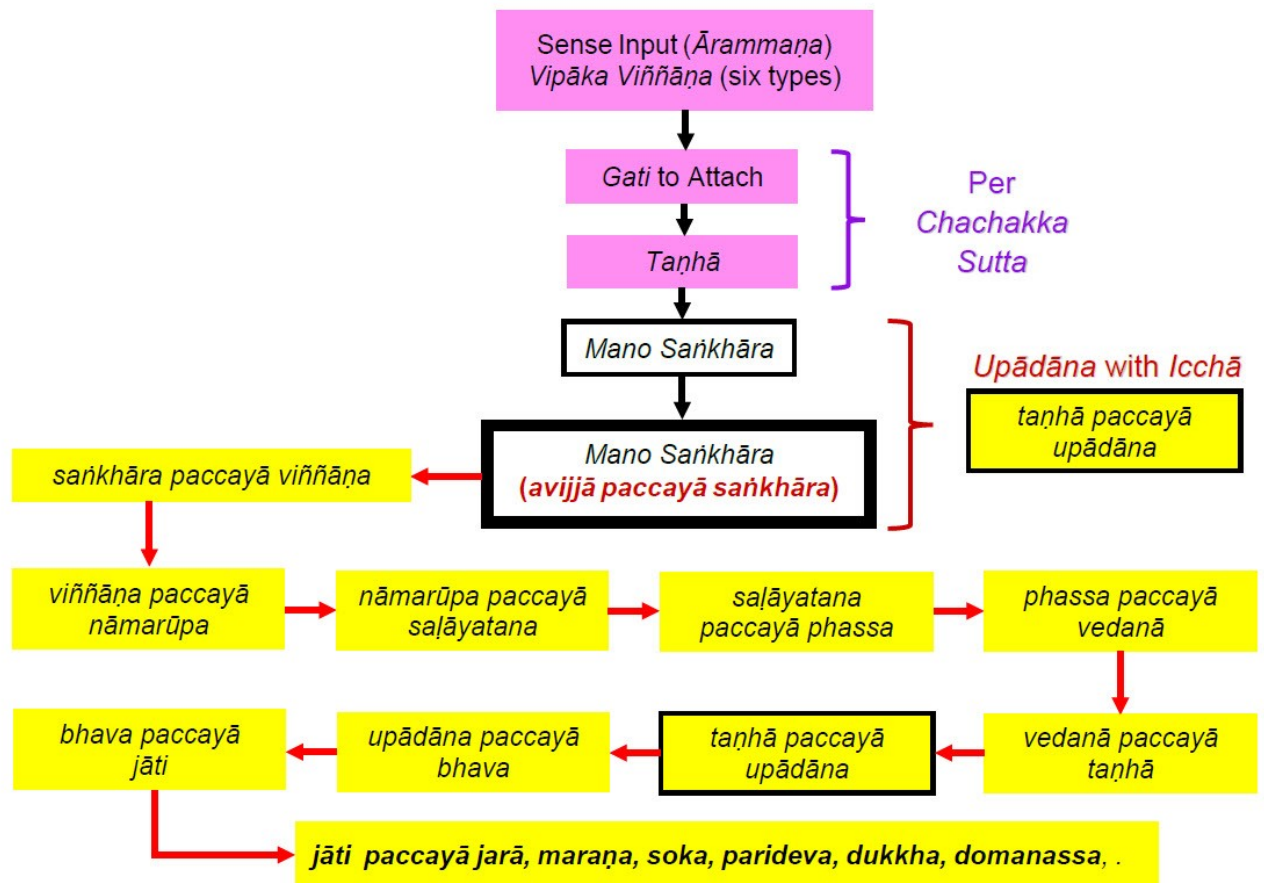 Sense Input (Ārammaṇa)
Vipāka Viññāṇa (six types)
Gati to Attach
Taṇhā
Per
Chachakka
Sutta
Mano Saṅkhāra
Upādāna with Icchā
taṇhā paccayā
upādāna
Mano Saṅkhāra
(avijjā paccayā saṅkhāra)
saṅkhāra paccayā viññāṇa
viññāṇa paccayā
nāmarūpa
nāmarūpa paccayā
saḷāyatana
saḷāyatana
paccayā phassa
phassa paccayā
vedanā
vedanā paccayā
taṇhā
taṇhā paccayā
upādāna
upādāna paccayā
bhava
bhava paccayā
jāti
jāti paccayā jarā, maraṇa, soka, parideva, dukkha, domanassa, .